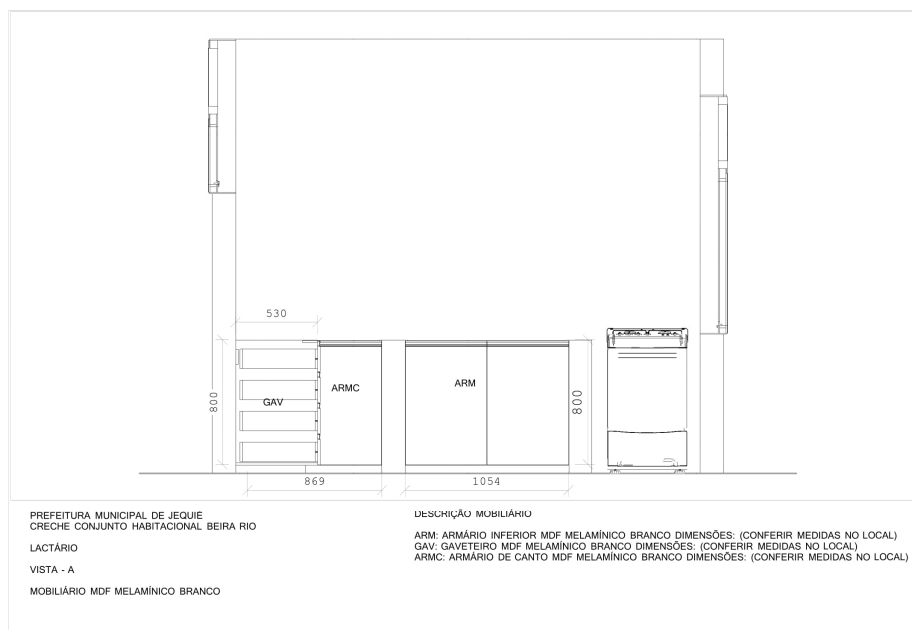 530
800
GAV
ARMC
ARM
800
869
1054
PREFEITURA MUNICIPAL DE JEQUIÉ
CRECHE CONJUNTO HABITACIONAL BEIRA RIO
LACTÁRIO
VISTA - A
MOBILIÁRIO MDF MELAMÍNICO BRANCO
DESCRIÇÃO MOBILIÁRIO
ARM: ARMÁRIO INFERIOR MDF MELAMÍNICO BRANCO DIMENSÕES: (CONFERIR MEDIDAS NO LOCAL)
GAV: GAVETEIRO MDF MELAMÍNICO BRANCO DIMENSÕES: (CONFERIR MEDIDAS NO LOCAL)
ARMC: ARMÁRIO DE CANTO MDF MELAMÍNICO BRANCO DIMENSÕES: (CONFERIR MEDIDAS NO LOCAL)